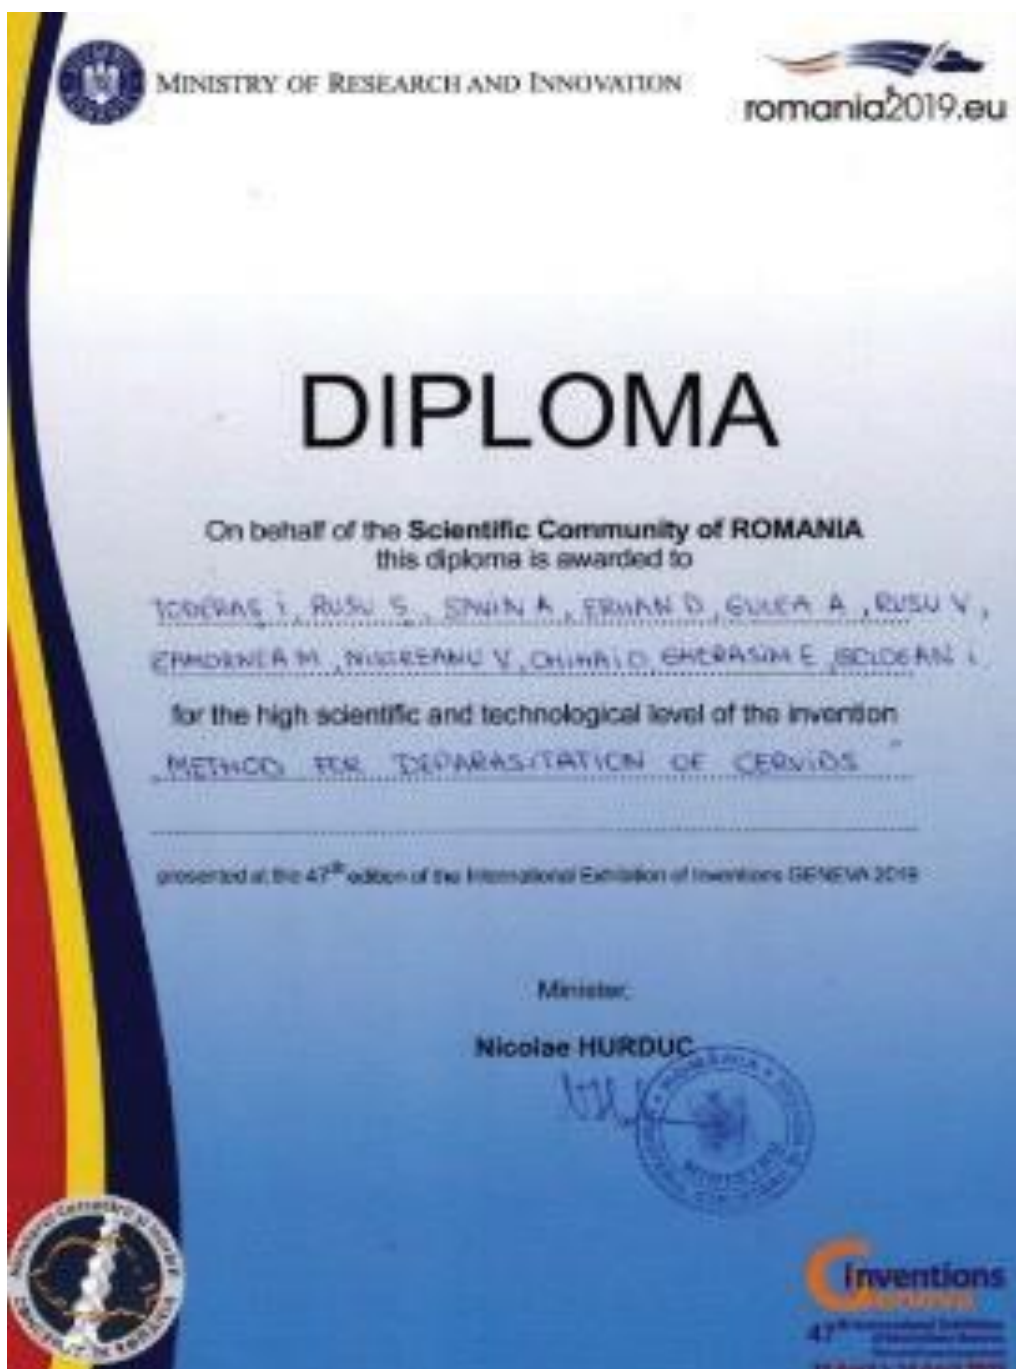 MINISTRY OF RESEARCH AND INNOVATION
romania2019.eu
DIPLOMA
On behalf of the Scientific Community of ROMANIA
this diploma is awarded to
TODERAȘ I., RUSU S., SAVIN A., ERHAN D., GULEA A., RUSU V.,
ZAMORNEA M., NISTREANU V., CHIHAI O., GHERASIM E., BOLOGAN I.
for the high scientific and technological level of the invention
„METHOD FOR DEPARASITATION OF CERVIDS"
presented at the 47th edition of the International Exhibition of Inventions GENEVA 2019
Minister,
Nicolae HURDUC
ROMÂNIA
Inventions
47